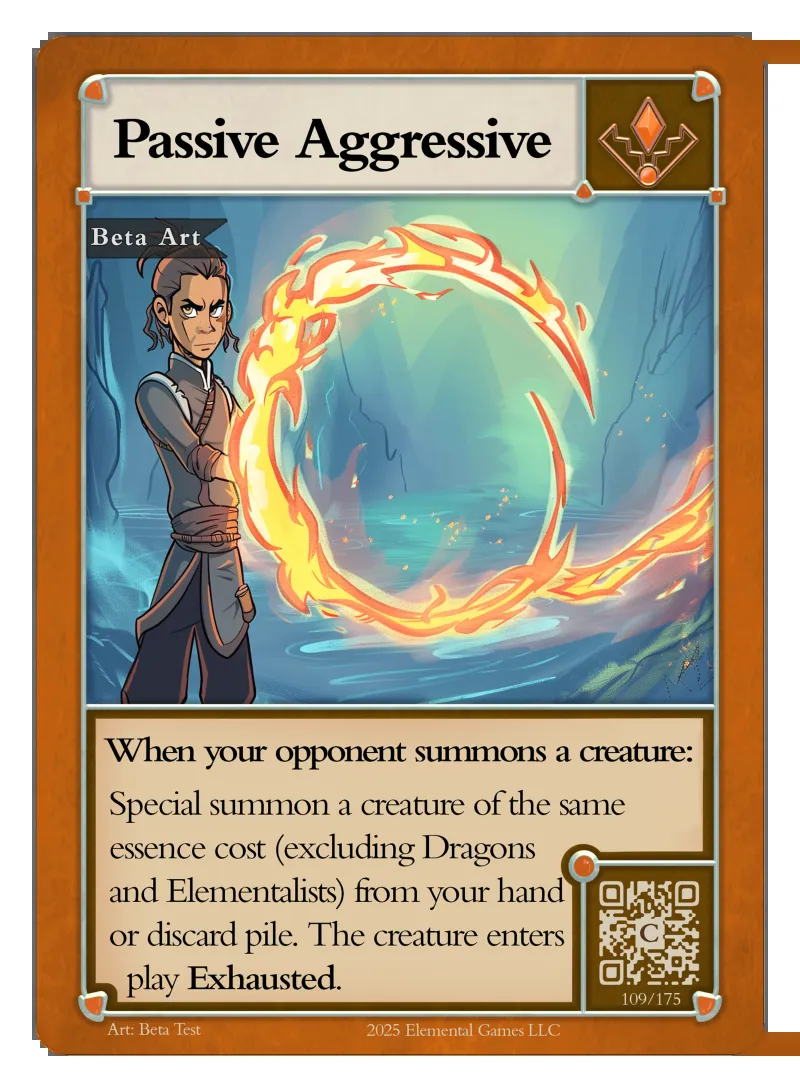 Passive Aggressive
Beta Art
When your opponent summons a creature:
Special summon a creature of the same
essence cost (excluding Dragons
and Elementalists) from your hand
or discard pile. The creature enters
play Exhausted.
C
109/175
Art: Beta Test
2025 Elemental Games LLC